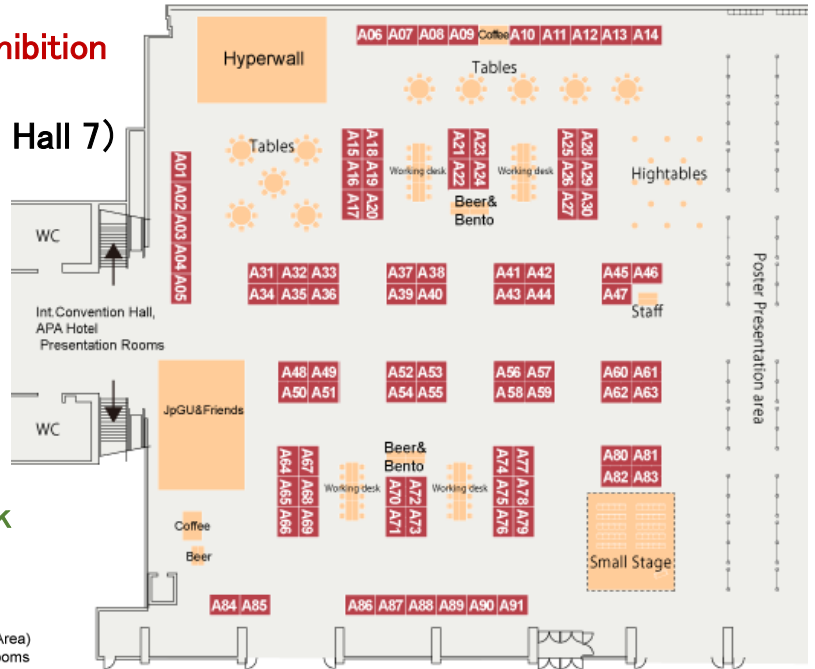 hibition
Hall 7)
Hyperwall
A06 A07 A08 A09 Coffee A10 A11 A12 A13 A14
Tables
Tables
A15 A18
A16 A19
A17 A20
Working desk
A21 A23
A22 A24
Beer&
Bento
Working desk
A25 A28
A26 A29
A27 A30
Hightables
A01
A02
A03
A04
A05
WC
Int.Convention Hall,
APA Hotel
Presentation Rooms
A31 A32 A33
A34 A35 A36
A37 A38
A39 A40
A41 A42
A43 A44
A45 A46
A47
Staff
Poster Presentation area
A48 A49
A50 A51
A52 A53
A54 A55
A56 A57
A58 A59
A60 A61
A62 A63
JpGU&Friends
WC
A64 A67
A65 A68
A66 A69
Working desk
Beer&
Bento
A70 A72
A71 A73
Working desk
A74 A77
A75 A78
A76 A79
A80 A81
A82 A83
Small Stage
k
Coffee
Beer
A84 A85
A86 A87 A88 A89 A90 A91
Area)
ooms